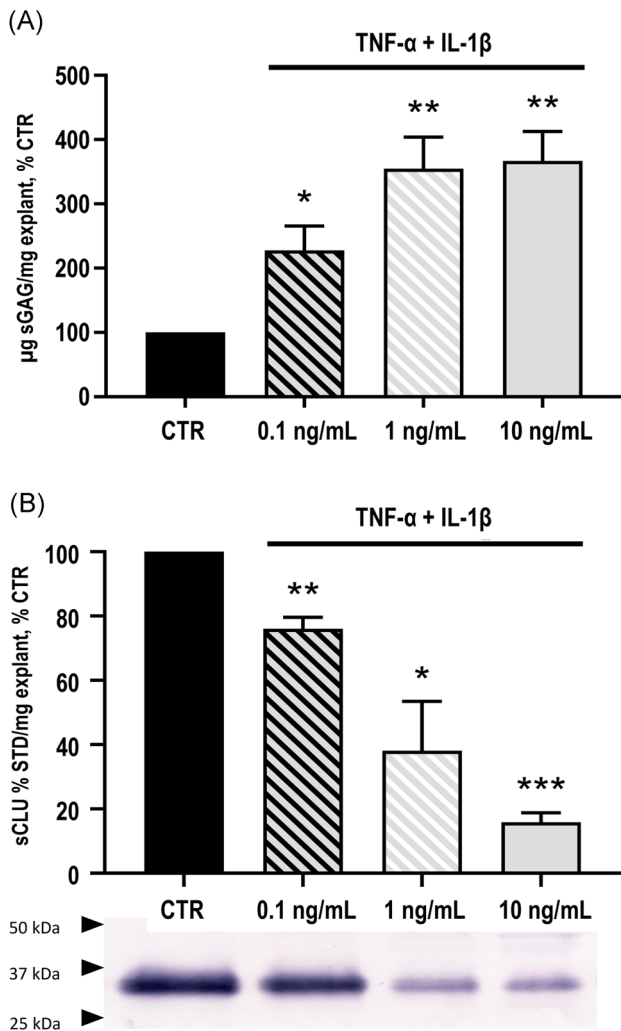 (A)
TNF-α + IL-1β
µg sGAG/mg explant, % CTR
500
400
300
200
100
0
*
**
**
CTR 0.1 ng/mL 1 ng/mL 10 ng/mL
(B)
TNF-α + IL-1β
sCLU % STD/mg explant, % CTR
100
80
60
40
20
0
**
*
***
CTR 0.1 ng/mL 1 ng/mL 10 ng/mL
50 kDa
37 kDa
25 kDa